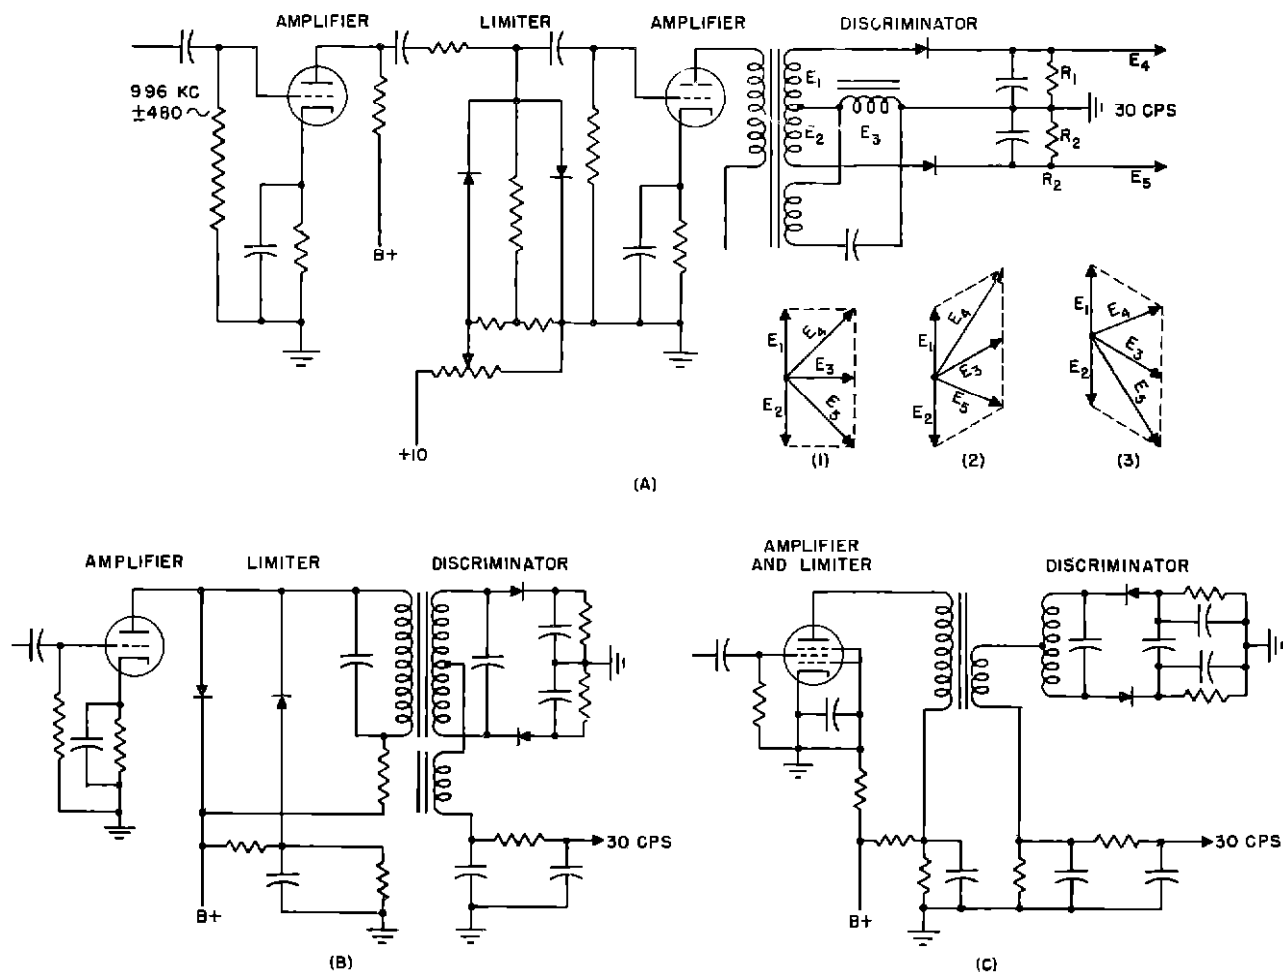 AMPLIFIER
LIMITER
AMPLIFIER
DISCRIMINATOR
996 KC
±480~
B+
+10
E1
E2
E3
E4
R1
30 CPS
R2
R2
E5
E1
E2
E4
E3
E5
(1)
E1
E2
E4
E3
E5
(2)
E1
E2
E4
E3
E5
(3)
(A)
AMPLIFIER
LIMITER
DISCRIMINATOR
30 CPS
B+
(B)
AMPLIFIER
AND LIMITER
DISCRIMINATOR
30 CPS
B+
(C)